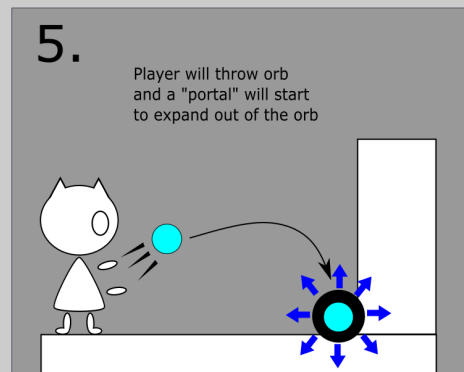 5.
Player will throw orb
and a "portal" will start
to expand out of the orb